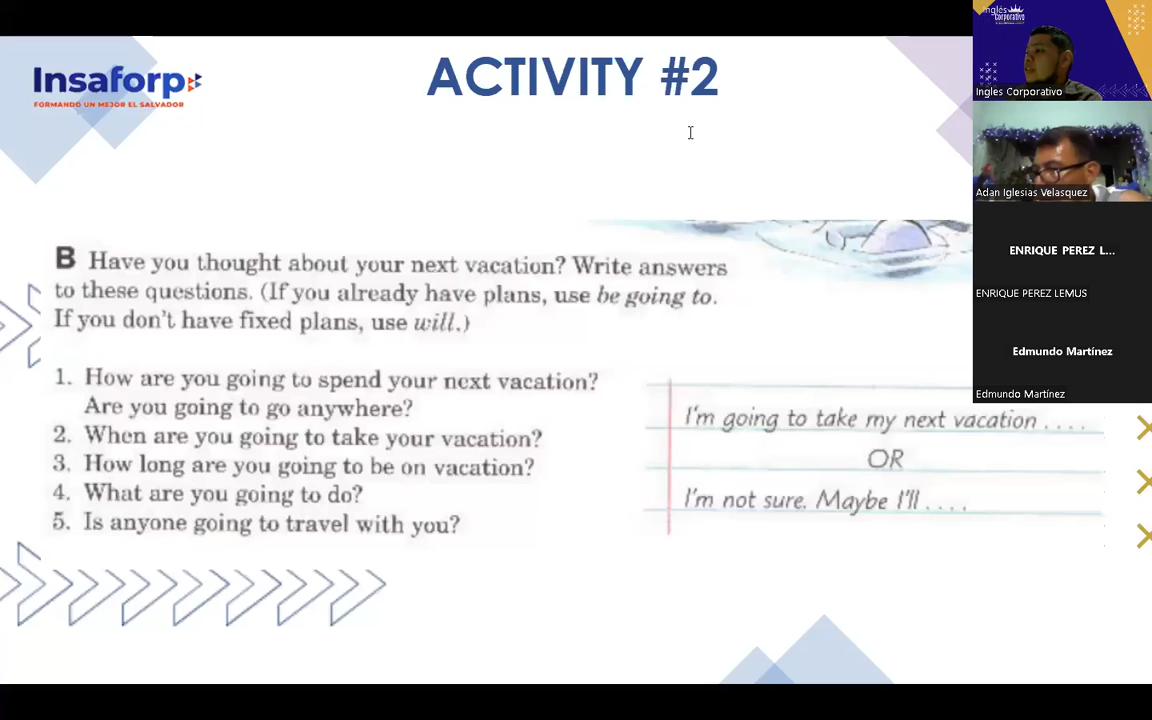 Insaforp
FORMANDO UN MEJOR EL SALVADOR
ACTIVITY #2
B Have you thought about your next vacation? Write answers
to these questions. (If you already have plans, use be going to.
If you don't have fixed plans, use will.)
1. How are you going to spend your next vacation?
Are you going to go anywhere?
2. When are you going to take your vacation?
3. How long are you going to be on vacation?
4. What are you going to do?
5. Is anyone going to travel with you?
I'm going to take my next vacation . . . .
OR
I'm not sure. Maybe I'll . . . .
Inglés
Corporativo
Ingles Corporativo
Adan Iglesias Velasquez
ENRIQUE PEREZ L...
ENRIQUE PEREZ LEMUS
Edmundo Martínez
Edmundo Martínez